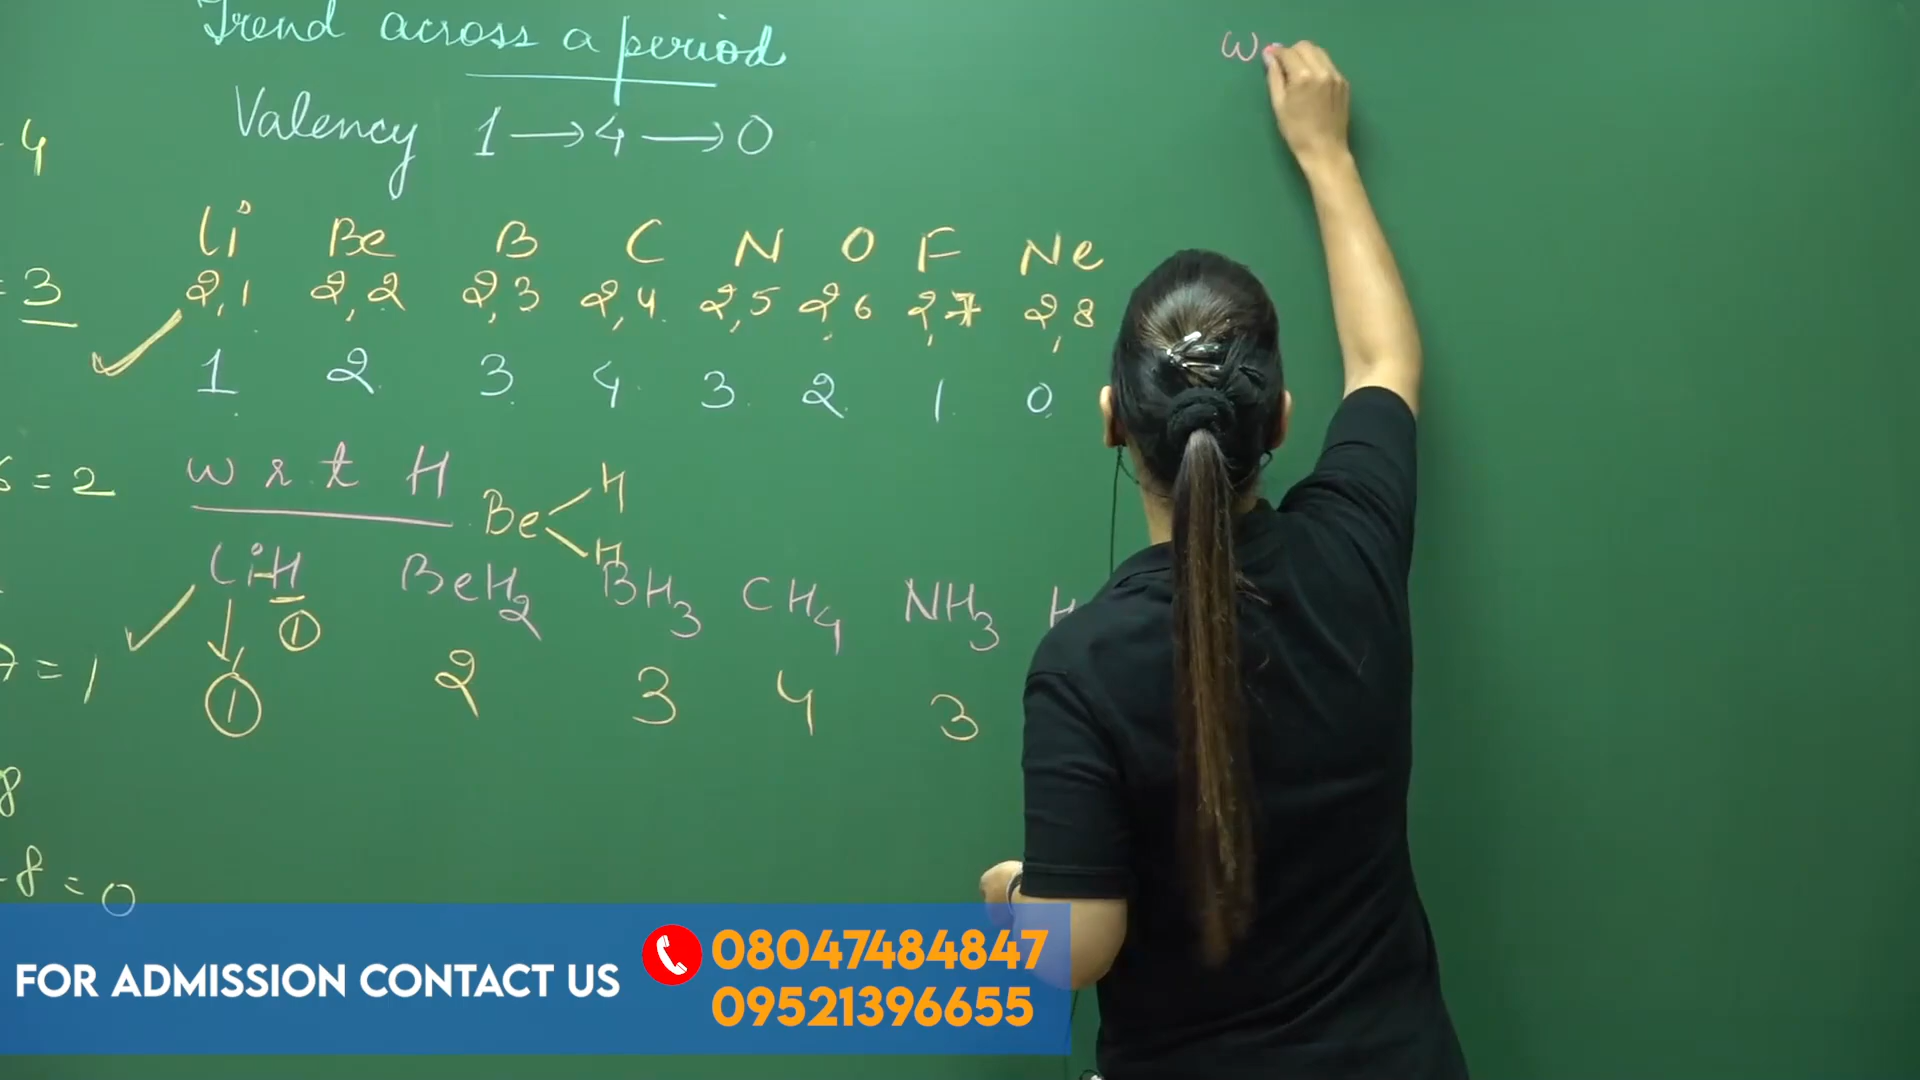 Trend across a period
Valency 1 → 4 → 0
4
Li Be B C N O F Ne
= 3 2,1 2,2 2,3 2,4 2,5 2,6 2,7 2,8
1 2 3 4 3 2 1 0
w
6 = 2 w r t H
Be H H
LiH BeH2 BH3 CH4 NH3 H
1
7 = 1 1 2 3 4 3
8
- 8 = 0
FOR ADMISSION CONTACT US
08047484847
09521396655